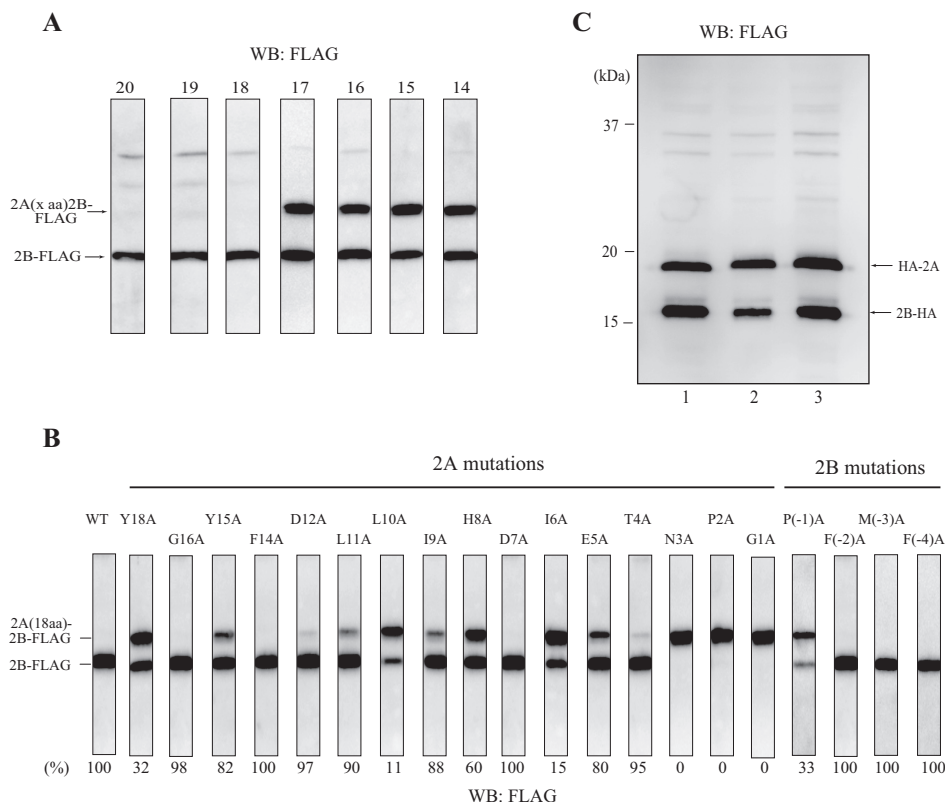 A
WB: FLAG
20 19 18 17 16 15 14
2A(x aa)2B-
FLAG
2B-FLAG
C
WB: FLAG
(kDa)
37
20
15
HA-2A
2B-HA
1 2 3
B
2A mutations
2B mutations
WT Y18A Y15A D12A L10A H8A I6A T4A P2A P(-1)A M(-3)A
G16A F14A L11A I9A D7A E5A N3A G1A F(-2)A F(-4)A
2A(18aa)-
2B-FLAG
2B-FLAG
(%) 100 32 98 82 100 97 90 11 88 60 100 15 80 95 0 0 0 33 100 100 100
WB: FLAG